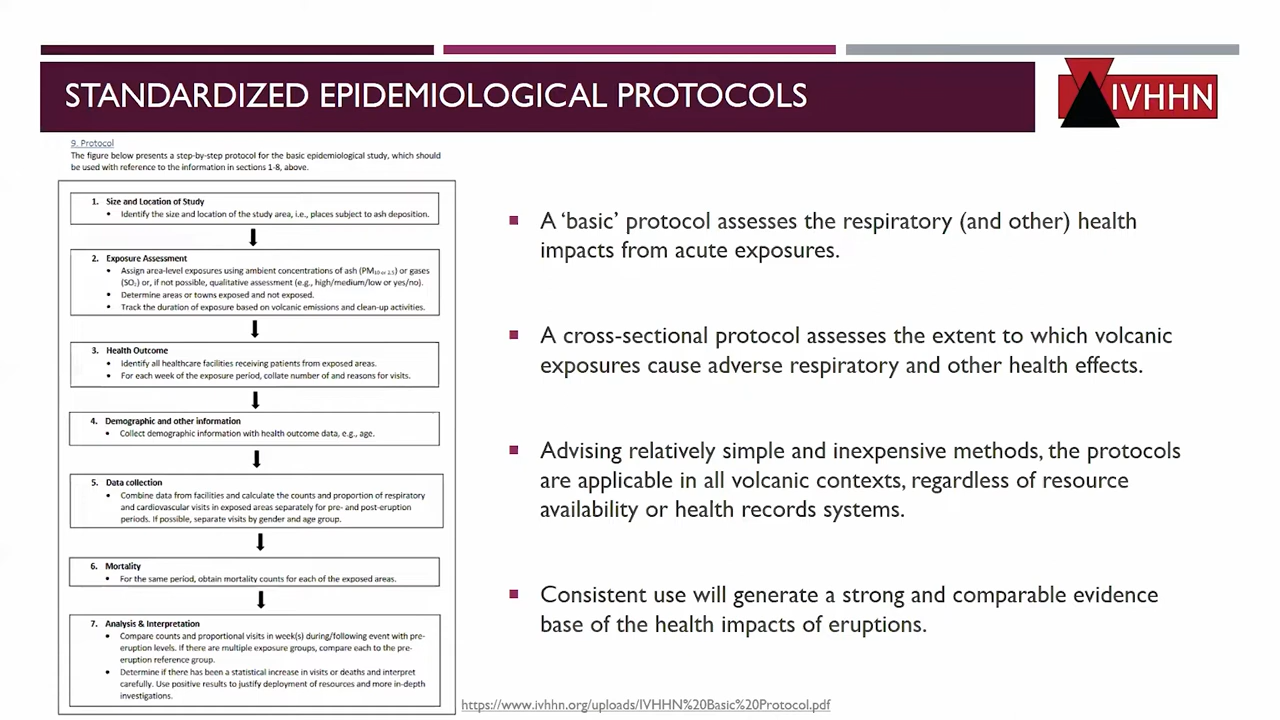 STANDARDIZED EPIDEMIOLOGICAL PROTOCOLS
IVHHN
9. Protocol
The figure below presents a step-by-step protocol for the basic epidemiological study, which should
be used with reference to the information in sections 1-8, above.
1. Size and Location of Study
• Identify the size and location of the study area, i.e., places subject to ash deposition.
2. Exposure Assessment
• Assign area-level exposures using ambient concentrations of ash (PM10 or 2.5) or gases
(SO2) or, if not possible, qualitative assessment (e.g., high/medium/low or yes/no).
• Determine areas or towns exposed and not exposed.
• Track the duration of exposure based on volcanic emissions and clean-up activities.
3. Health Outcome
• Identify all healthcare facilities receiving patients from exposed areas.
• For each week of the exposure period, collate number of and reasons for visits.
4. Demographic and other information
• Collect demographic information with health outcome data, e.g., age.
5. Data collection
• Combine data from facilities and calculate the counts and proportion of respiratory
and cardiovascular visits in exposed areas separately for pre- and post-eruption
periods. If possible, separate visits by gender and age group.
6. Mortality
• For the same period, obtain mortality counts for each of the exposed areas.
7. Analysis & Interpretation
• Compare counts and proportional visits in week(s) during/following event with pre-
eruption levels. If there are multiple exposure groups, compare each to the pre-
eruption reference group.
• Determine if there has been a statistical increase in visits or deaths and interpret
carefully. Use positive results to justify deployment of resources and more in-depth
investigations.
A ‘basic’ protocol assesses the respiratory (and other) health
impacts from acute exposures.
A cross-sectional protocol assesses the extent to which volcanic
exposures cause adverse respiratory and other health effects.
Advising relatively simple and inexpensive methods, the protocols
are applicable in all volcanic contexts, regardless of resource
availability or health records systems.
Consistent use will generate a strong and comparable evidence
base of the health impacts of eruptions.
https://www.ivhhn.org/uploads/IVHHN%20Basic%20Protocol.pdf